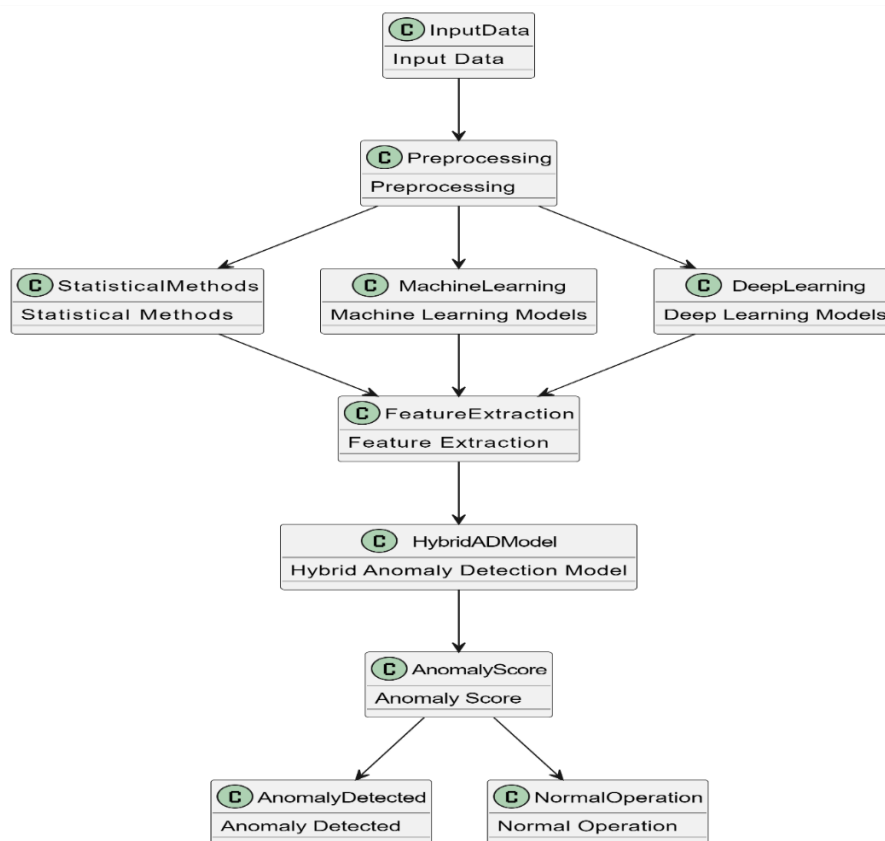 C InputData
Input Data
C Preprocessing
Preprocessing
C StatisticalMethods
Statistical Methods
C MachineLearning
Machine Learning Models
C DeepLearning
Deep Learning Models
C FeatureExtraction
Feature Extraction
C HybridADModel
Hybrid Anomaly Detection Model
C AnomalyScore
Anomaly Score
C AnomalyDetected
Anomaly Detected
C NormalOperation
Normal Operation